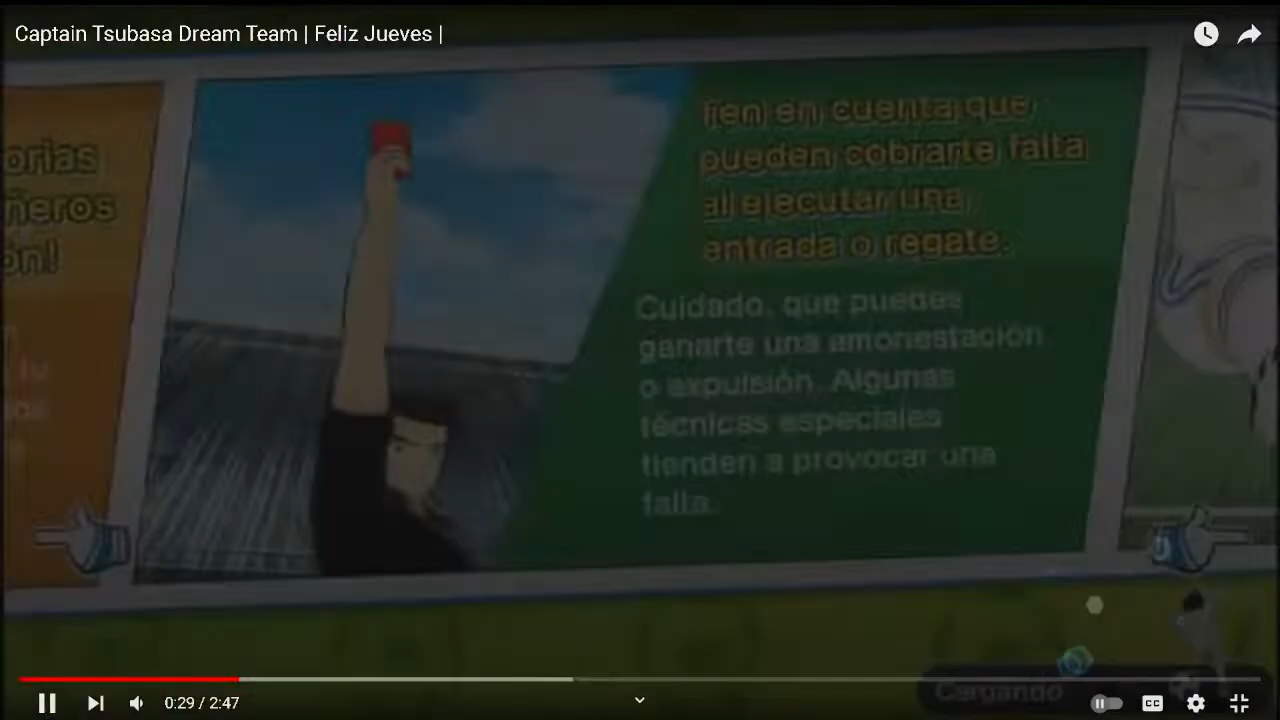 Captain Tsubasa Dream Team | Feliz Jueves |
orias
ñeros
ón!
Ten en cuenta que
pueden cobrarte falta
al ejecutar una
entrada o regate.
Cuidado, que puedes
ganarte una amonestación
o expulsión. Algunas
técnicas especiales
tienden a provocar una
falta.
Cargando
0:29 / 2:47
CC